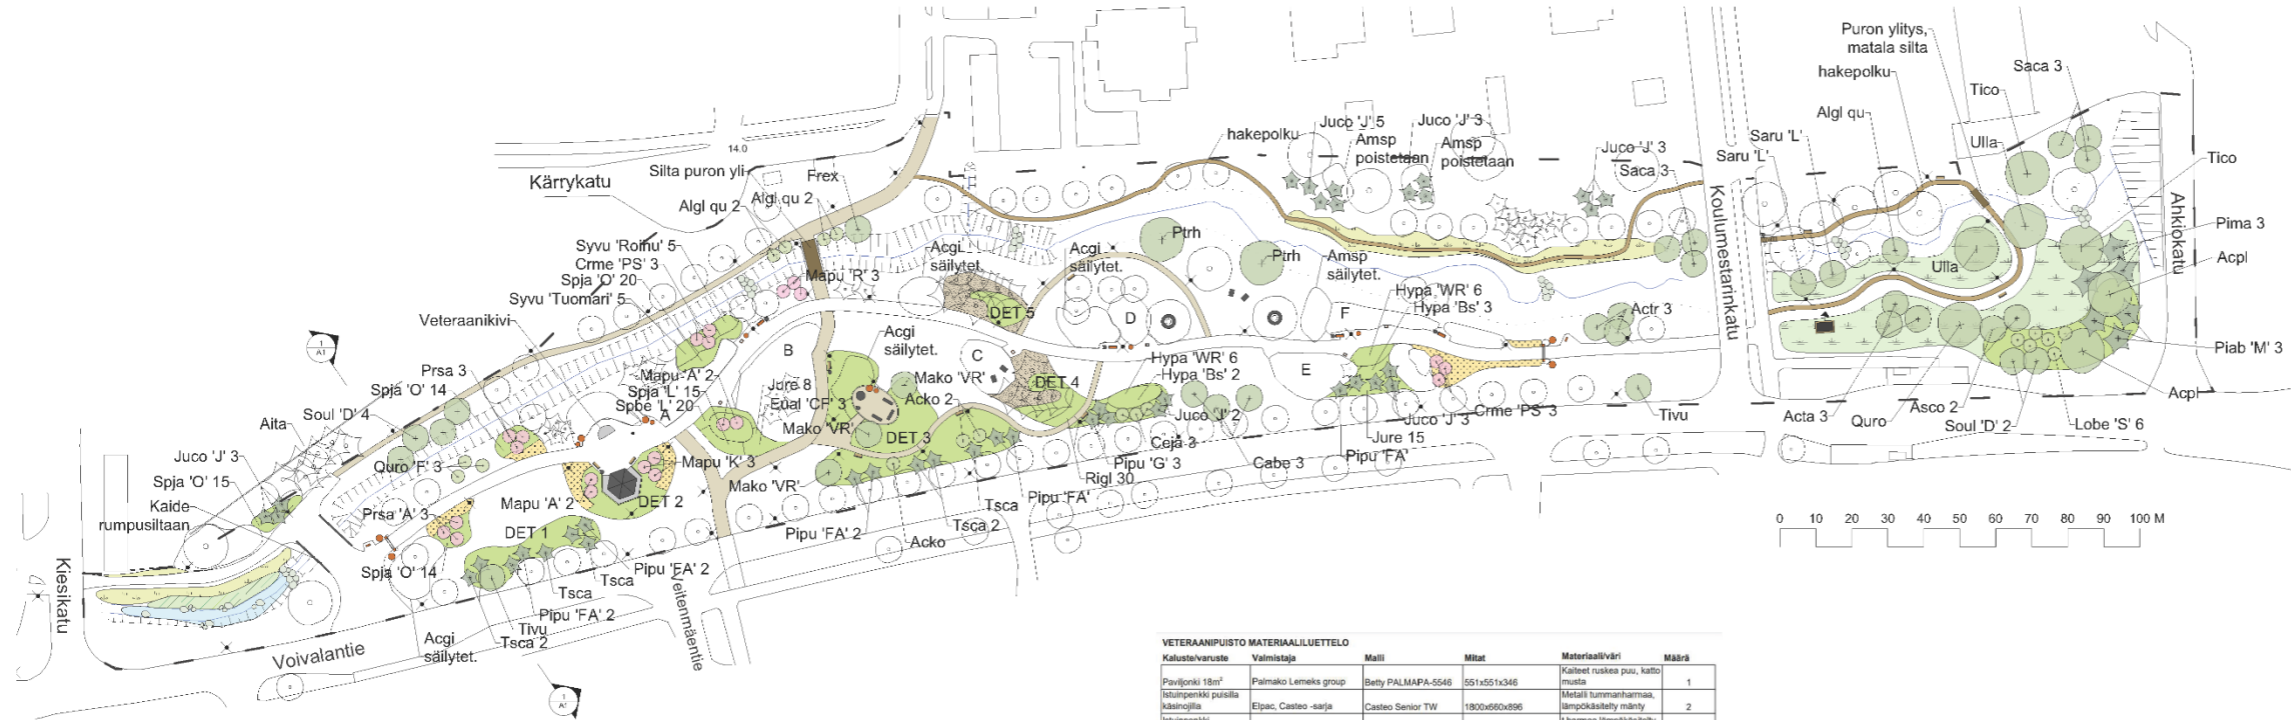 Puron ylitys,
matala silta
hakepolku
Saca 3
Tico
Algl qu
Ulla
Saru 'L'
Saru 'L'
Tico
Pima 3
Acpl
Piab 'M' 3
Acpl
Ahkiokatu
Koulumestarinkatu
Ulla
Acta 3
Quro
Asco 2
Soul 'D' 2
Lobe 'S' 6
Juco 'J' 5
Juco 'J' 3
Amsp
poistetaan
Amsp
poistetaan
Juco 'J' 3
Saca 3
hakepolku
14.0
Kärrykatu
Silta puron yli
Frex
Algl qu 2
Algl qu 2
Syvu 'Roihu' 5
Crme 'PS' 3
Spja 'O' 20
Syvu 'Tuomari' 5
Veteraanikivi
Mapu 'R' 3
Acgi
säilytet.
Acgi
säilytet.
Ptrh
Ptrh
Amsp
säilytet.
Hypa 'WR' 6
Hypa 'Bs' 3
Actr 3
DET 5
D
F
B
C
E
A
Acgi
säilytet.
Hypa 'WR' 6
Hypa 'Bs' 2
Mako 'VR'
DET 4
Prsa 3
Spja 'O' 14
Soul 'D' 4
Aita
Juco 'J' 3
Spja 'O' 15
Kaide
rumpusiltaan
Mapu 'A' 2
Spja 'L' 15
Spbe 'L' 20
Jure 8
Eual 'CF' 3
Mako 'VR'
Acko 2
DET 3
Juco 'J' 2
Ceja 3
Pipu 'G' 3
Rigl 30
Cabe 3
Juco 'J' 3
Jure 15
Pipu 'FA'
Crme 'PS' 3
Tivu
Quro 'F' 3
Mapu 'K' 3
Mapu 'A' 2
DET 2
Mako 'VR'
Prsa 'A' 3
DET 1
Spja 'O' 14
Pipu 'FA' 2
Acko
Tsca 2
Tsca
Pipu 'FA'
Pipu 'FA' 2
Tsca
Tsca
Pipu 'FA' 2
Tivu
Tsca 2
Acgi
säilytet.
Kiesikatu
Voivalantie
Veitenmäentie
1
A1
1
A1
0 10 20 30 40 50 60 70 80 90 100 M
VETERAANIPUISTO MATERIAALILUETTELO
Kaluste/varuste Valmistaja Malli Mitat Materiaali/väri Määrä
Paviljonki 18m² Palmako Lemeks group Betty PALMAPA-5546 551x551x346 Kaiteet ruskea puu, katto musta 1
Istuinpenkki puisilla käsinojilla Elpac, Casteo -sarja Casteo Senior TW 1800x660x896 Metalli tummanharmaa, lämpökäsitelty mänty 2